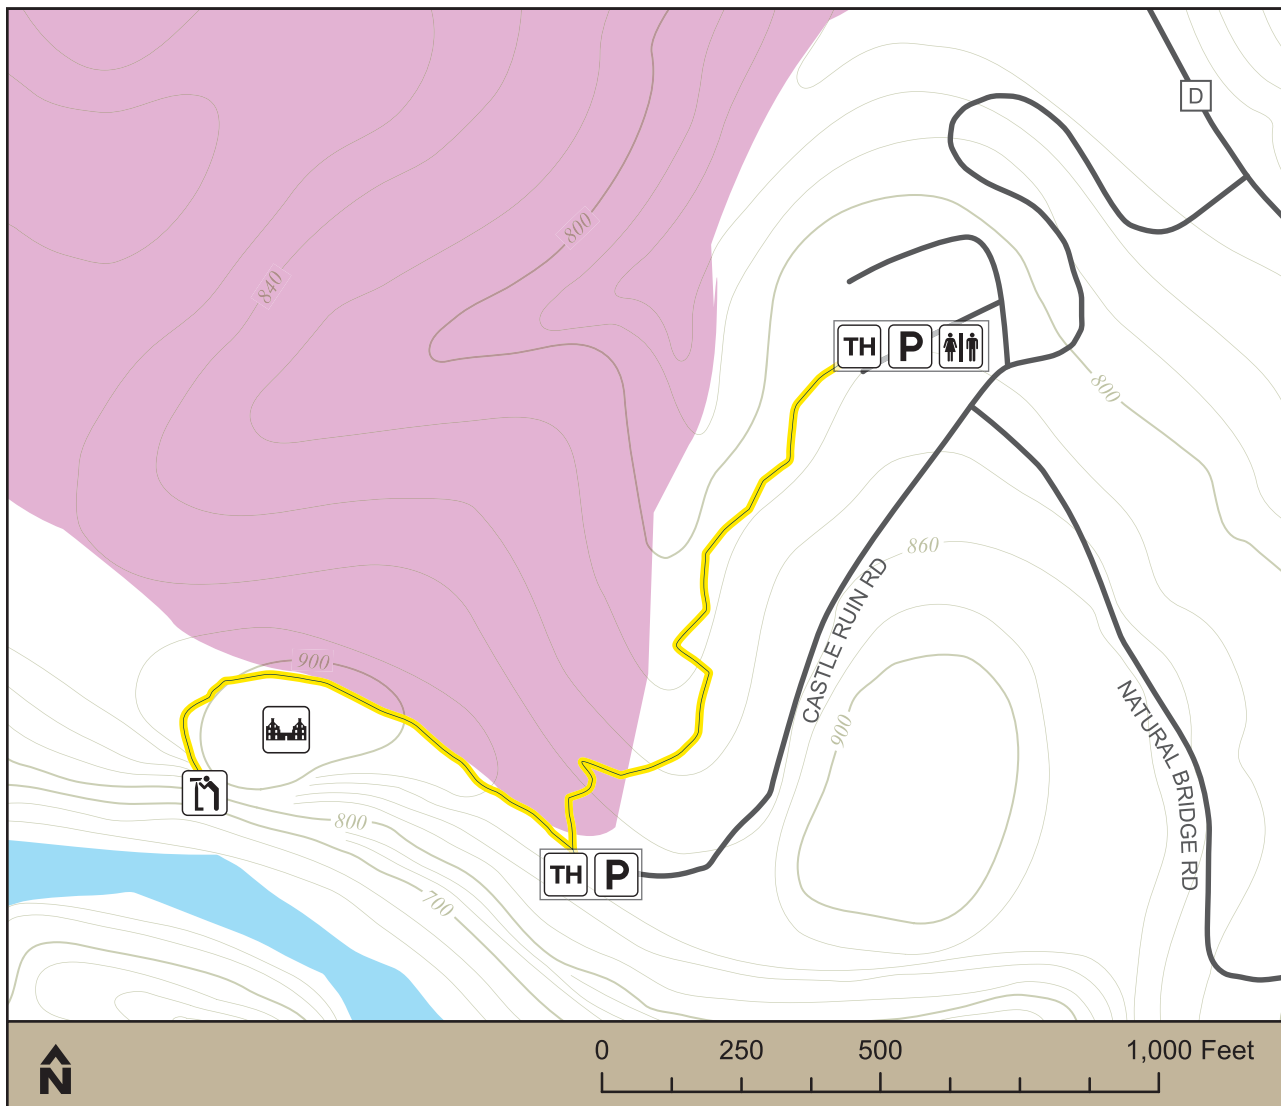 D
800
840
TH P
800
CASTLE RUIN RD
860
900
NATURAL BRIDGE RD
900
800
TH P
700
N
0 250 500 1,000 Feet